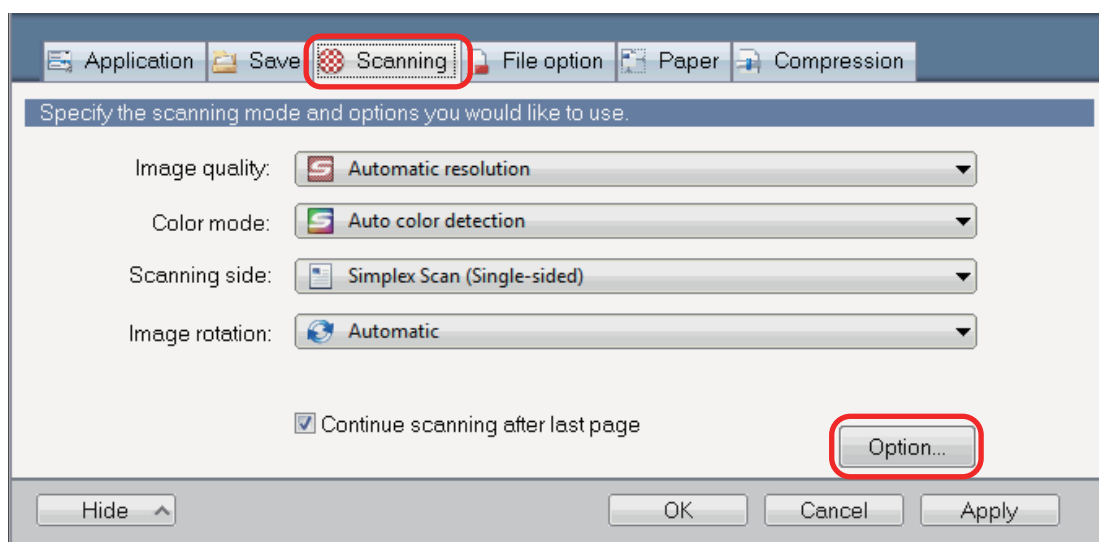 Application Save Scanning File option Paper Compression
Specify the scanning mode and options you would like to use.
Image quality: Automatic resolution
Color mode: Auto color detection
Scanning side: Simplex Scan (Single-sided)
Image rotation: Automatic
Continue scanning after last page
Option...
Hide OK Cancel Apply